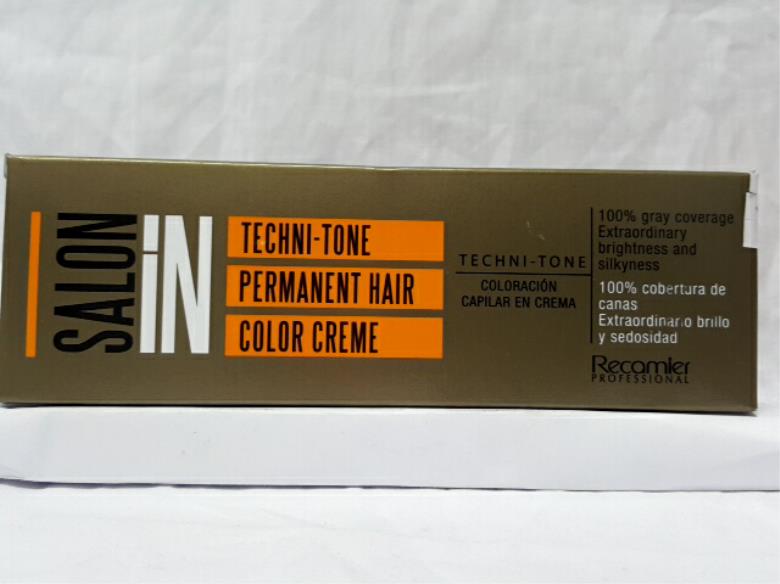 SALON
iN
TECHNI-TONE
PERMANENT HAIR
COLOR CREME
TECHNI-TONE
COLORACIÓN
CAPILAR EN CREMA
100% gray coverage
Extraordinary
brightness and
silkyness
100% cobertura de
canas
Extraordinario brillo
y sedosidad
Recamier
PROFESSIONAL